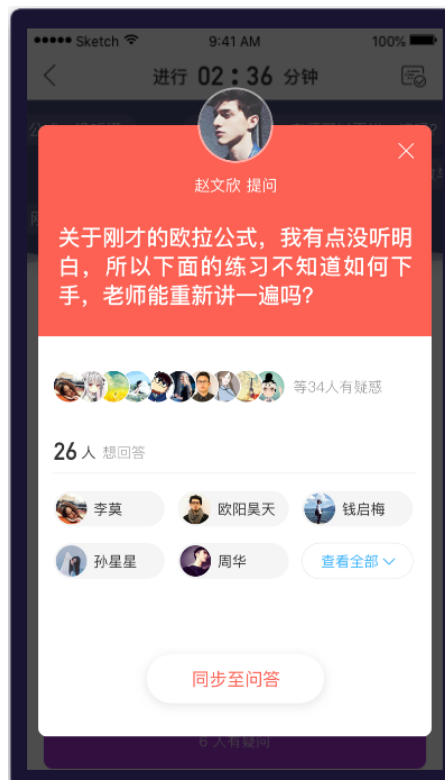 Sketch
9:41 AM
100%
进行 02:36 分钟
赵文欣 提问
关于刚才的欧拉公式，我有点没听明
白，所以下面的练习不知道如何下
手，老师能重新讲一遍吗？
等34人有疑惑
26人 想回答
李莫
欧阳昊天
钱启梅
孙星星
周华
查看全部
同步至问答
6 人有疑问